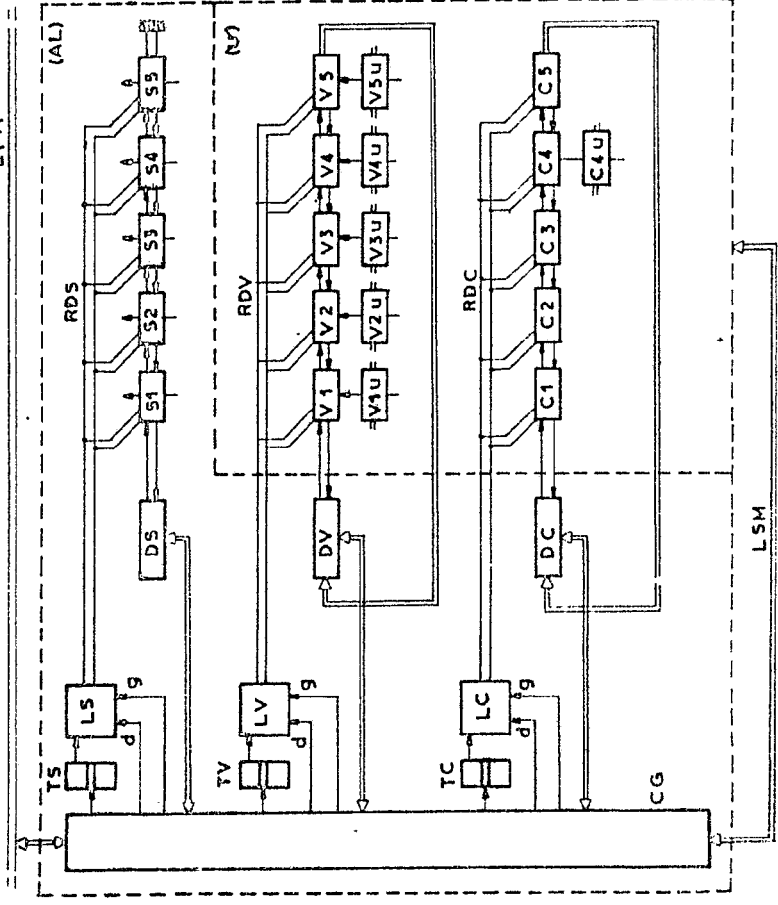 (AL)
TS
LS
d
g
RDS
DS
S1
S2
S3
S4
S5
TV
LV
d
g
RDV
DV
V1
V2
V3
V4
V5
V1u
V2u
V3u
V4u
V5u
TC
LC
d
g
RDC
DC
C1
C2
C3
C4
C5
C4u
CG
LSM